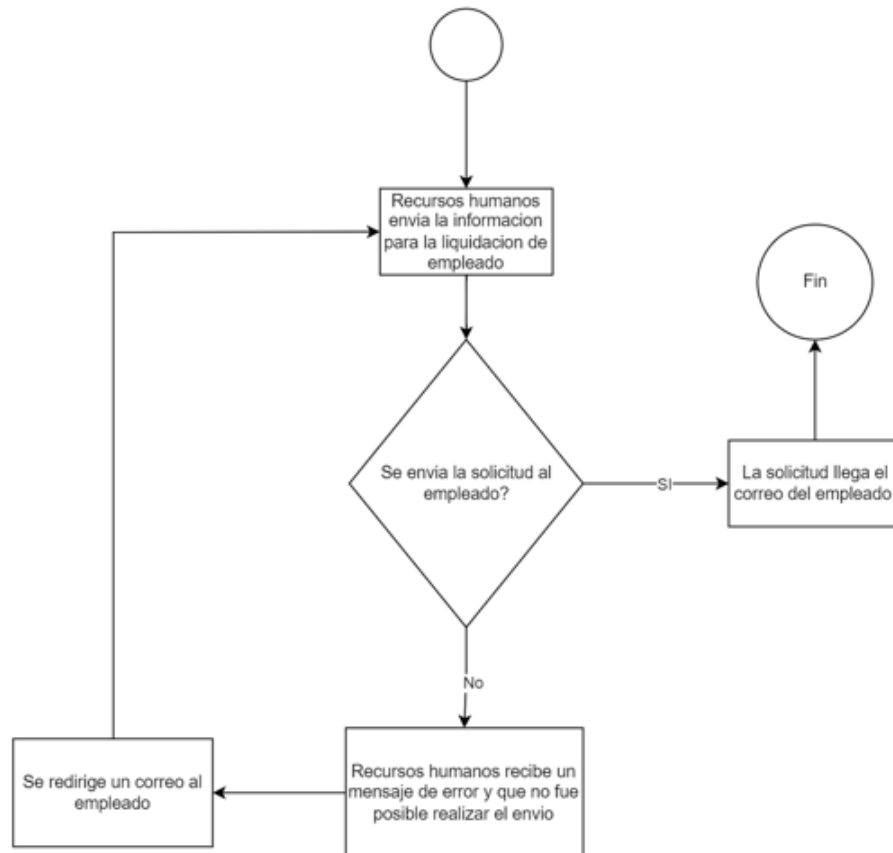 Recursos humanos
envia la informacion
para la liquidacion de
empleado
Fin
Se envia la solicitud al
empleado?
SI
La solicitud llega el
correo del empleado
No
Se redirige un correo al
empleado
Recursos humanos recibe un
mensaje de error y que no fue
posible realizar el envio